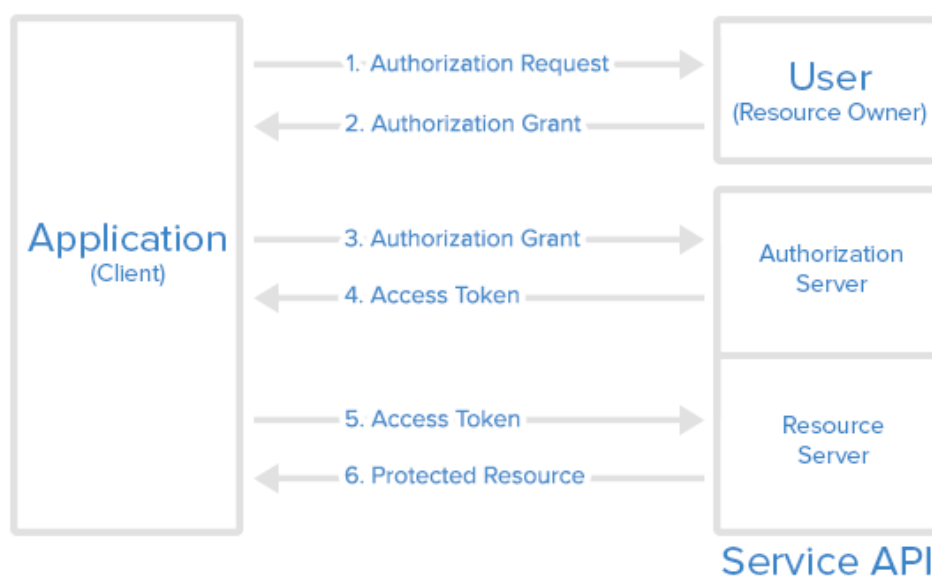 1. Authorization Request
User
(Resource Owner)
2. Authorization Grant
Application
(Client)
3. Authorization Grant
Authorization
Server
4. Access Token
5. Access Token
Resource
Server
6. Protected Resource
Service API